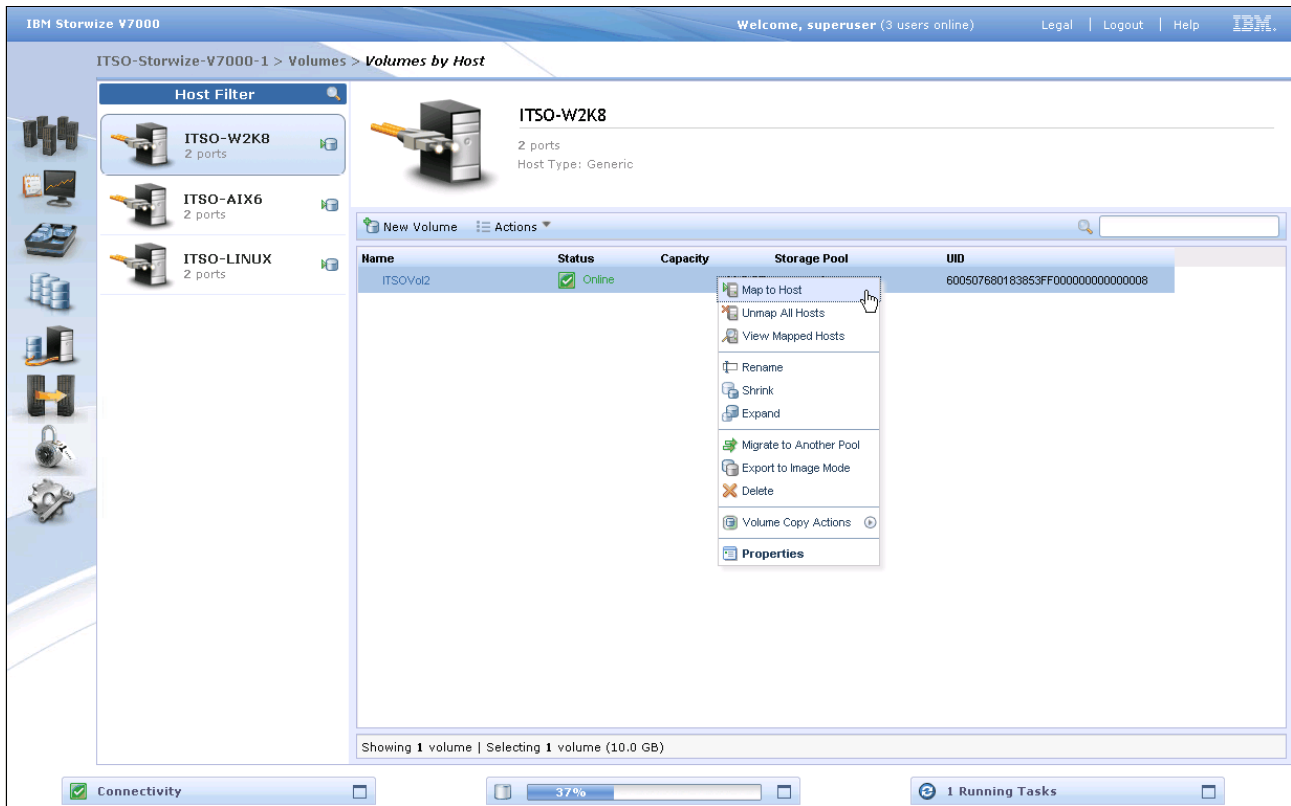 IBM Storwize V7000
Welcome, superuser (3 users online)
Legal | Logout | Help
IBM.
ITSO-Storwize-V7000-1 > Volumes > Volumes by Host
Host Filter
ITSO-W2K8
2 ports
ITSO-AIX6
2 ports
ITSO-LINUX
2 ports
ITSO-W2K8
2 ports
Host Type: Generic
New Volume Actions
Name Status Capacity Storage Pool UID
ITSOVol2 Online 600507680183853FF000000000000008
Map to Host
Unmap All Hosts
View Mapped Hosts
Rename
Shrink
Expand
Migrate to Another Pool
Export to Image Mode
Delete
Volume Copy Actions
Properties
Showing 1 volume | Selecting 1 volume (10.0 GB)
Connectivity
37%
1 Running Tasks